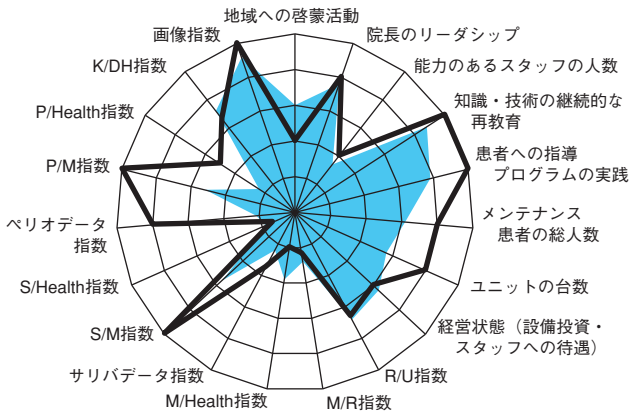 地域への啓蒙活動
院長のリーダシップ
能力のあるスタッフの人数
知識・技術の継続的な
再教育
患者への指導
プログラムの実践
メンテナンス
患者の総人数
ユニットの台数
経営状態（設備投資・
スタッフへの待遇）
R/U指数
M/R指数
M/Health指数
サリバデータ指数
S/M指数
S/Health指数
ペリオデータ
指数
P/M指数
P/Health指数
K/DH指数
画像指数